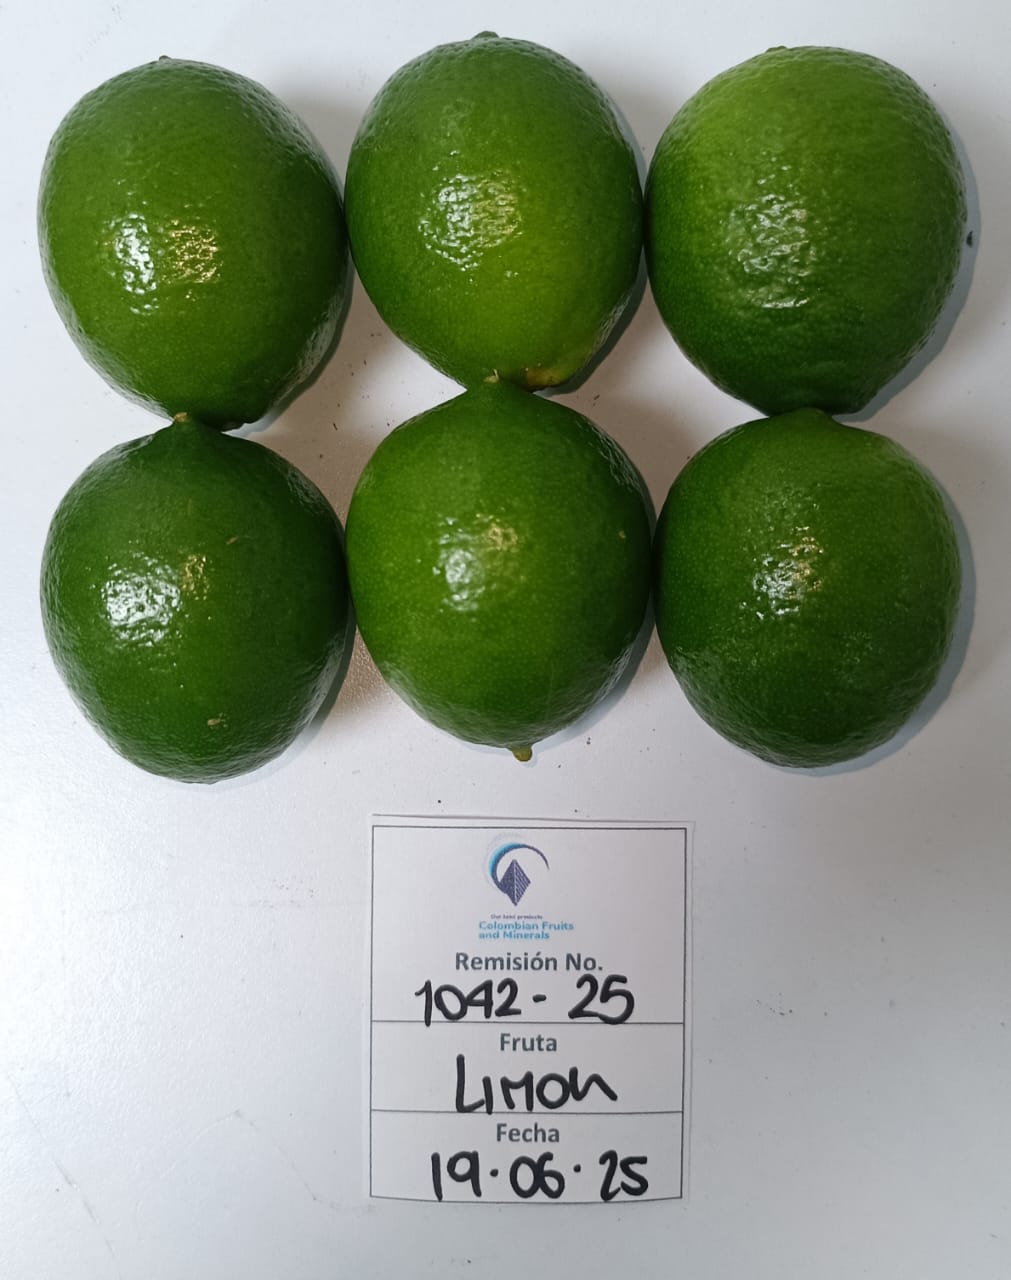 Our best products
Colombian Fruits
and Minerals
Remisión No.
1042-25
Fruta
Limon
Fecha
19·06·25